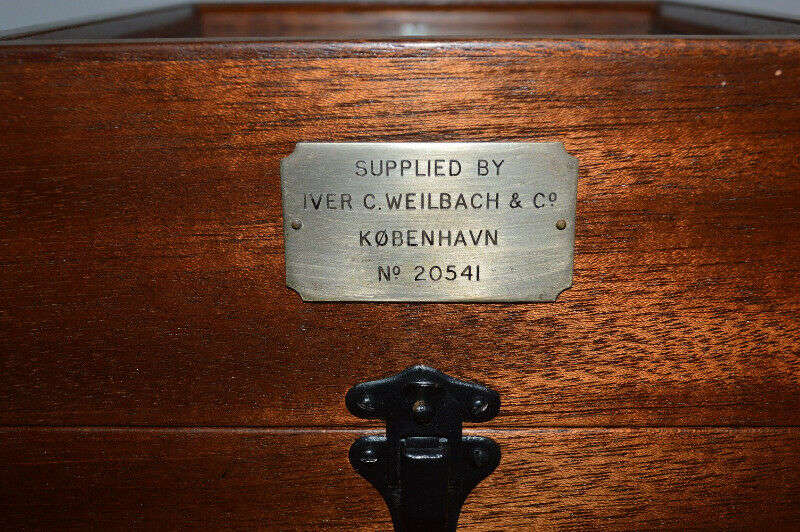 SUPPLIED BY
IVER C. WEILBACH & Cº
KØBENHAVN
Nº 20541